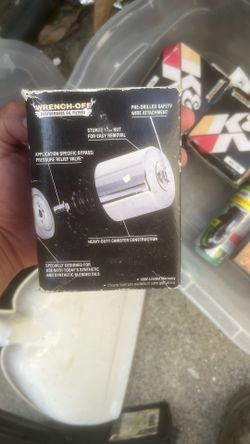 WRENCH-OFF
PERFORMANCE OIL FILTERS
PRE-DRILLED SAFETY
WIRE ATTACHMENT
NUT
FOR EASY REMOVAL
APPLICATION SPECIFIC BYPASS/
PRESSURE RELIEF VALVE*
HEAVY-DUTY CANISTER CONSTRUCTION
SPECIALLY DESIGNED FOR
USE WITH TODAY'S SYNTHETIC
AND SYNTHETIC BLENDED OILS
K&N